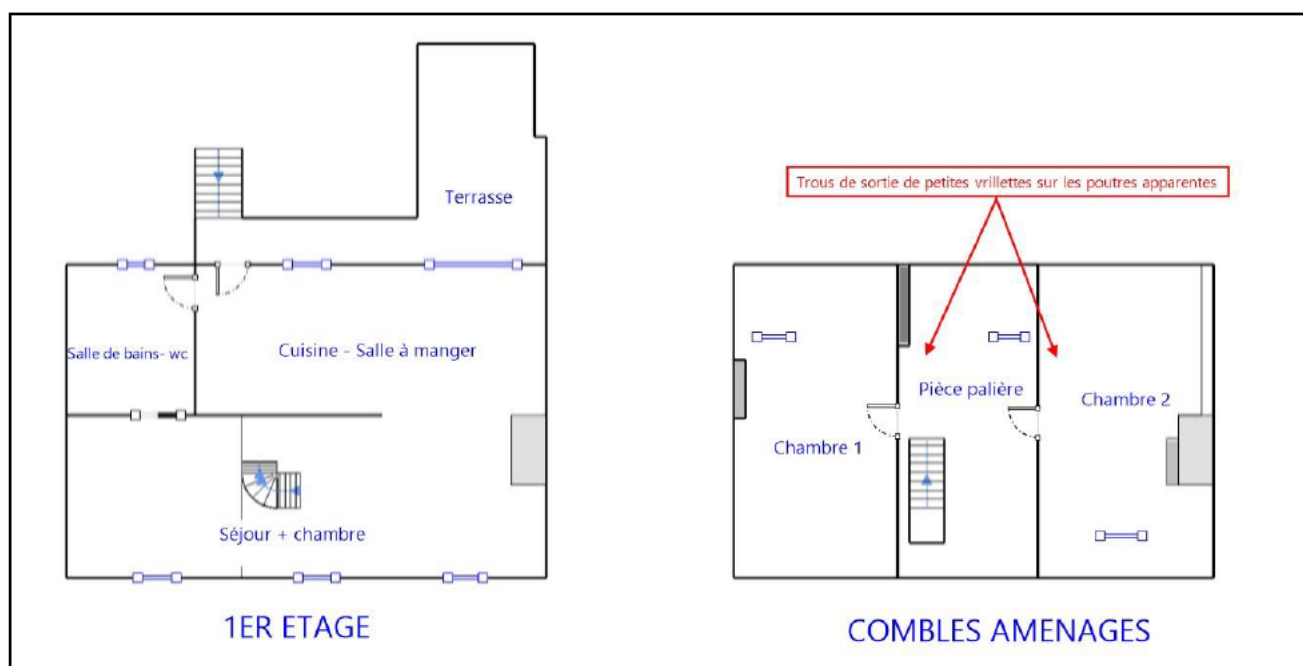 Terrasse
Salle de bains- wc
Cuisine - Salle à manger
Séjour + chambre
1ER ETAGE
Trous de sortie de petites vrillettes sur les poutres apparentes
Pièce palière
Chambre 2
Chambre 1
COMBLES AMENAGES